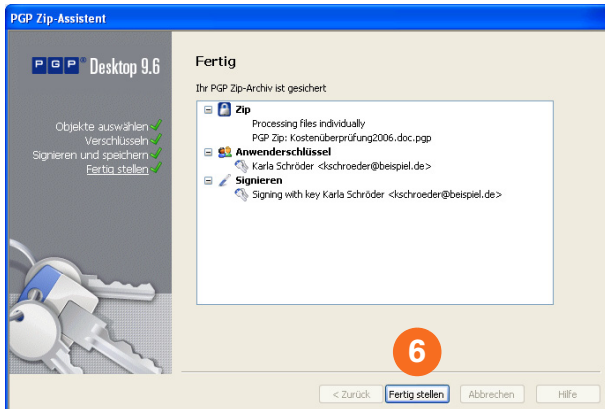 PGP Zip-Assistent
PGP® Desktop 9.6
Objekte auswählen
Verschlüsseln
Signieren und speichern
Fertig stellen
Fertig
Ihr PGP Zip-Archiv ist gesichert
Zip
Processing files individually
PGP Zip: Kostenüberprüfung2006.doc.pgp
Anwenderschlüssel
Karla Schröder <kschroeder@beispiel.de>
Signieren
Signing with key Karla Schröder <kschroeder@beispiel.de>
6
< Zurück Fertig stellen Abbrechen Hilfe